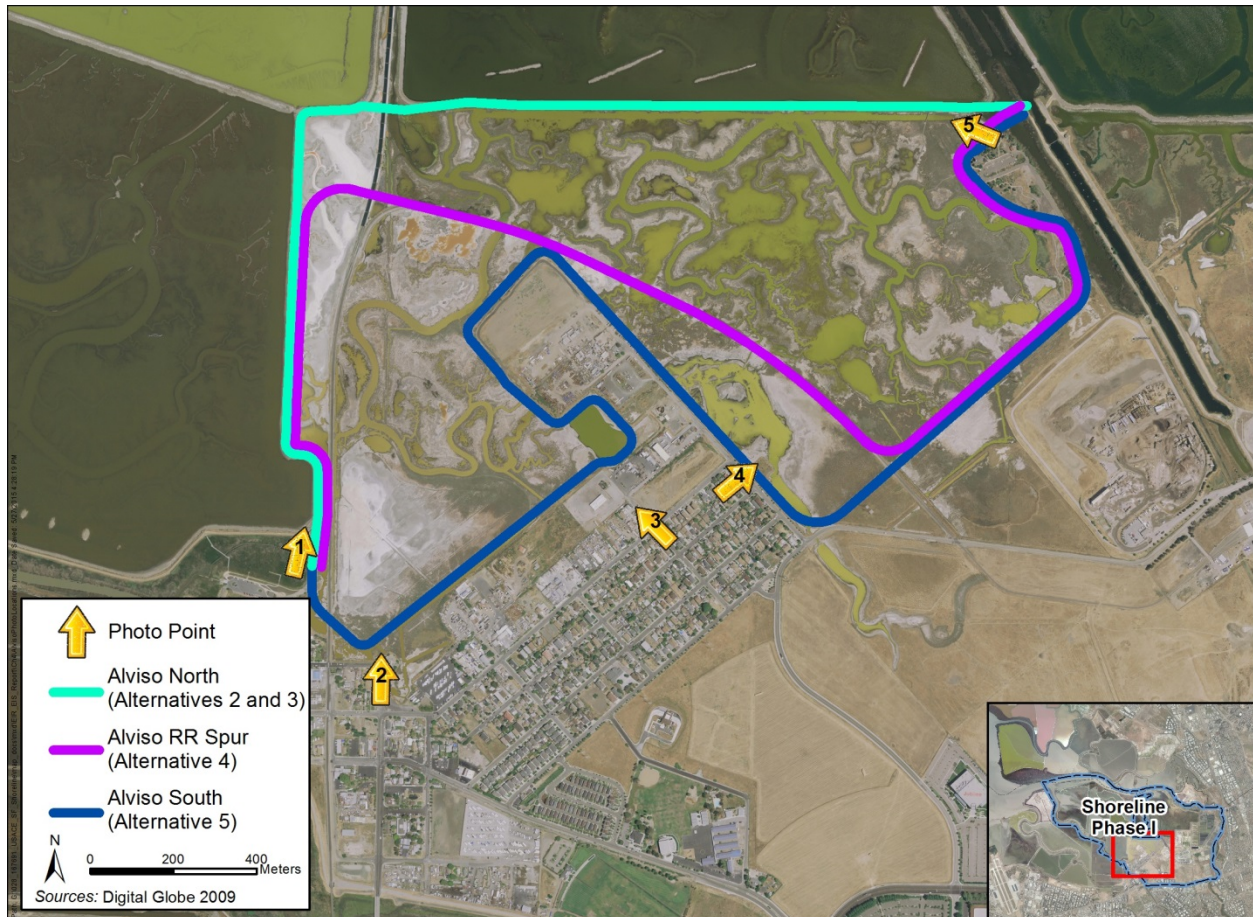 5
4
3
1
2
Photo Point
Alviso North
(Alternatives 2 and 3)
Alviso RR Spur
(Alternative 4)
Alviso South
(Alternative 5)
N
0 200 400
Meters
Sources: Digital Globe 2009
Shoreline
Phase I